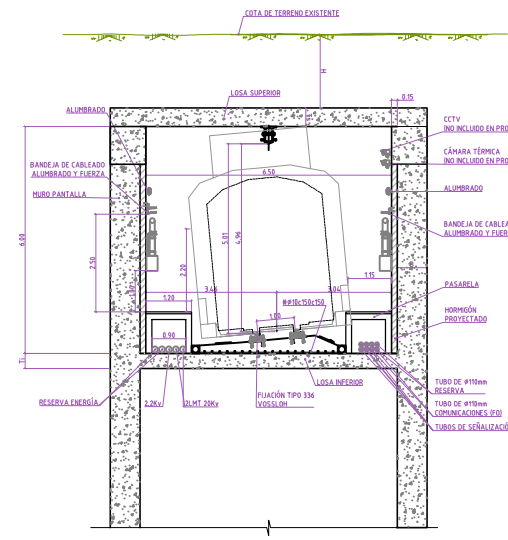 COTA DE TERRENO EXISTENTE
H
LOSA SUPERIOR
0.15
ALUMBRADO
CCTV
(NO INCLUIDO EN PRO
CÁMARA TÉRMICA
(NO INCLUIDO EN PRO
BANDEJA DE CABLEADO
ALUMBRADO Y FUERZA
6.50
ALUMBRADO
MURO PANTALLA
BANDEJA DE CABLEA
ALUMBRADO Y FUER
6.00
5.01
4.96
2.50
2.20
1.15
PASARELA
1.20
3.04
#Ø10c150c150
1.00
HORMIGÓN
PROYECTADO
0.90
LOSA INFERIOR
RESERVA ENERGÍA
2.2Kv
2LMT 20Kv
FIJACIÓN TIPO 336
VOSSLOH
TUBO DE Ø110mm
RESERVA
TUBO DE Ø110mm
COMUNICACIONES (FO)
TUBOS DE SEÑALIZACIÓ